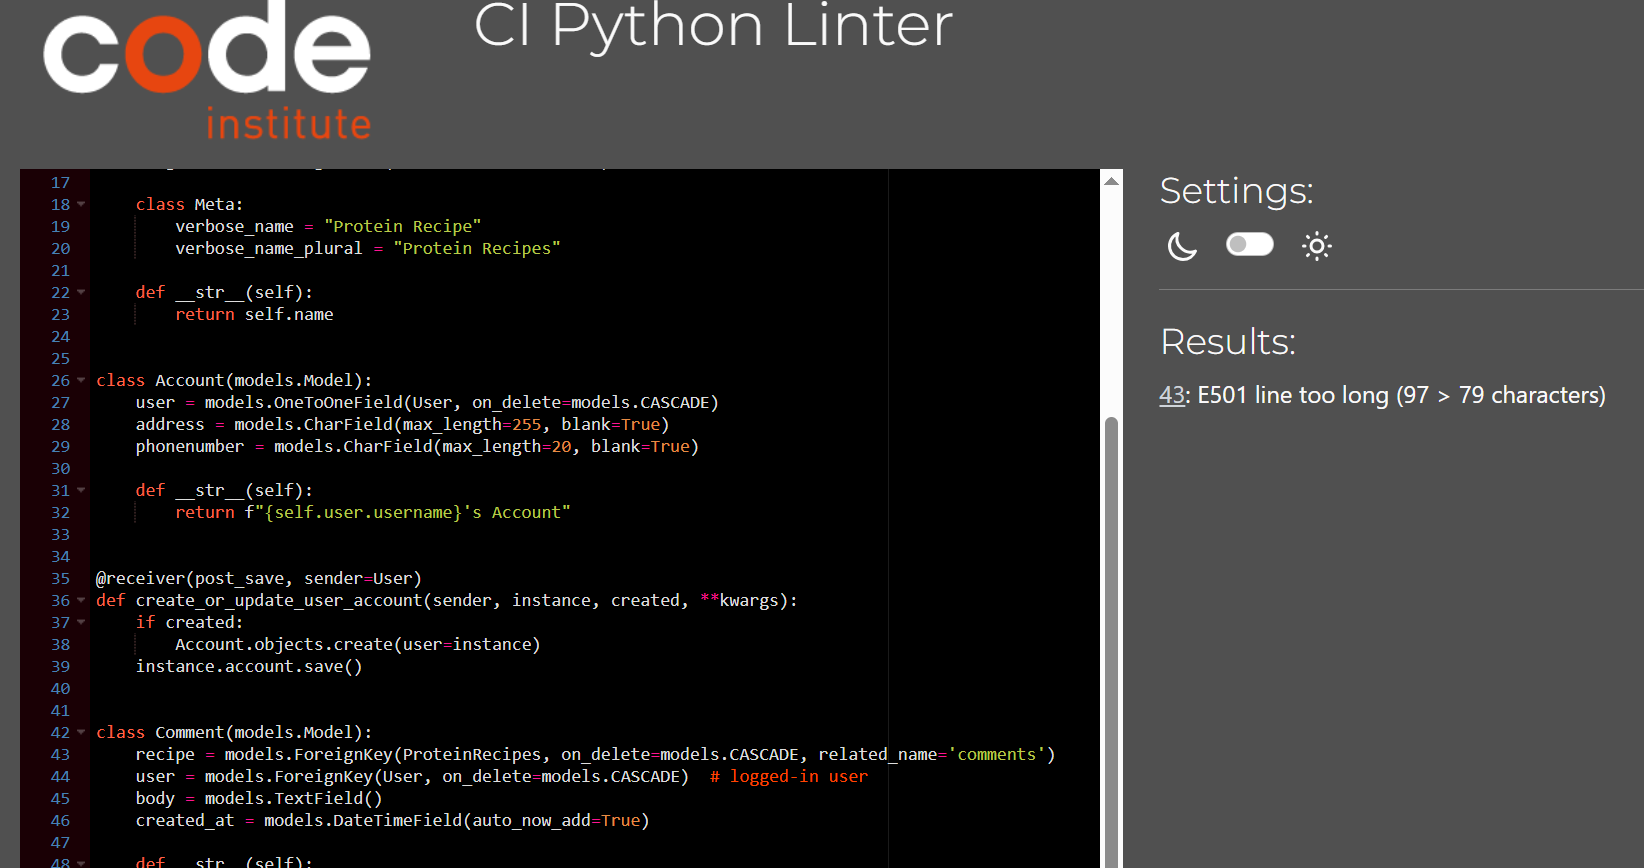 code
institute
CI Python Linter
17
18 class Meta:
19 verbose_name = "Protein Recipe"
20 verbose_name_plural = "Protein Recipes"
21
22 def __str__(self):
23 return self.name
24
25
26 class Account(models.Model):
27 user = models.OneToOneField(User, on_delete=models.CASCADE)
28 address = models.CharField(max_length=255, blank=True)
29 phonenumber = models.CharField(max_length=20, blank=True)
30
31 def __str__(self):
32 return f"{self.user.username}'s Account"
33
34
35 @receiver(post_save, sender=User)
36 def create_or_update_user_account(sender, instance, created, **kwargs):
37 if created:
38 Account.objects.create(user=instance)
39 instance.account.save()
40
41
42 class Comment(models.Model):
43 recipe = models.ForeignKey(ProteinRecipes, on_delete=models.CASCADE, related_name='comments')
44 user = models.ForeignKey(User, on_delete=models.CASCADE)  # logged-in user
45 body = models.TextField()
46 created_at = models.DateTimeField(auto_now_add=True)
47
48 def __str__(self):
Settings:
Results:
43: E501 line too long (97 > 79 characters)